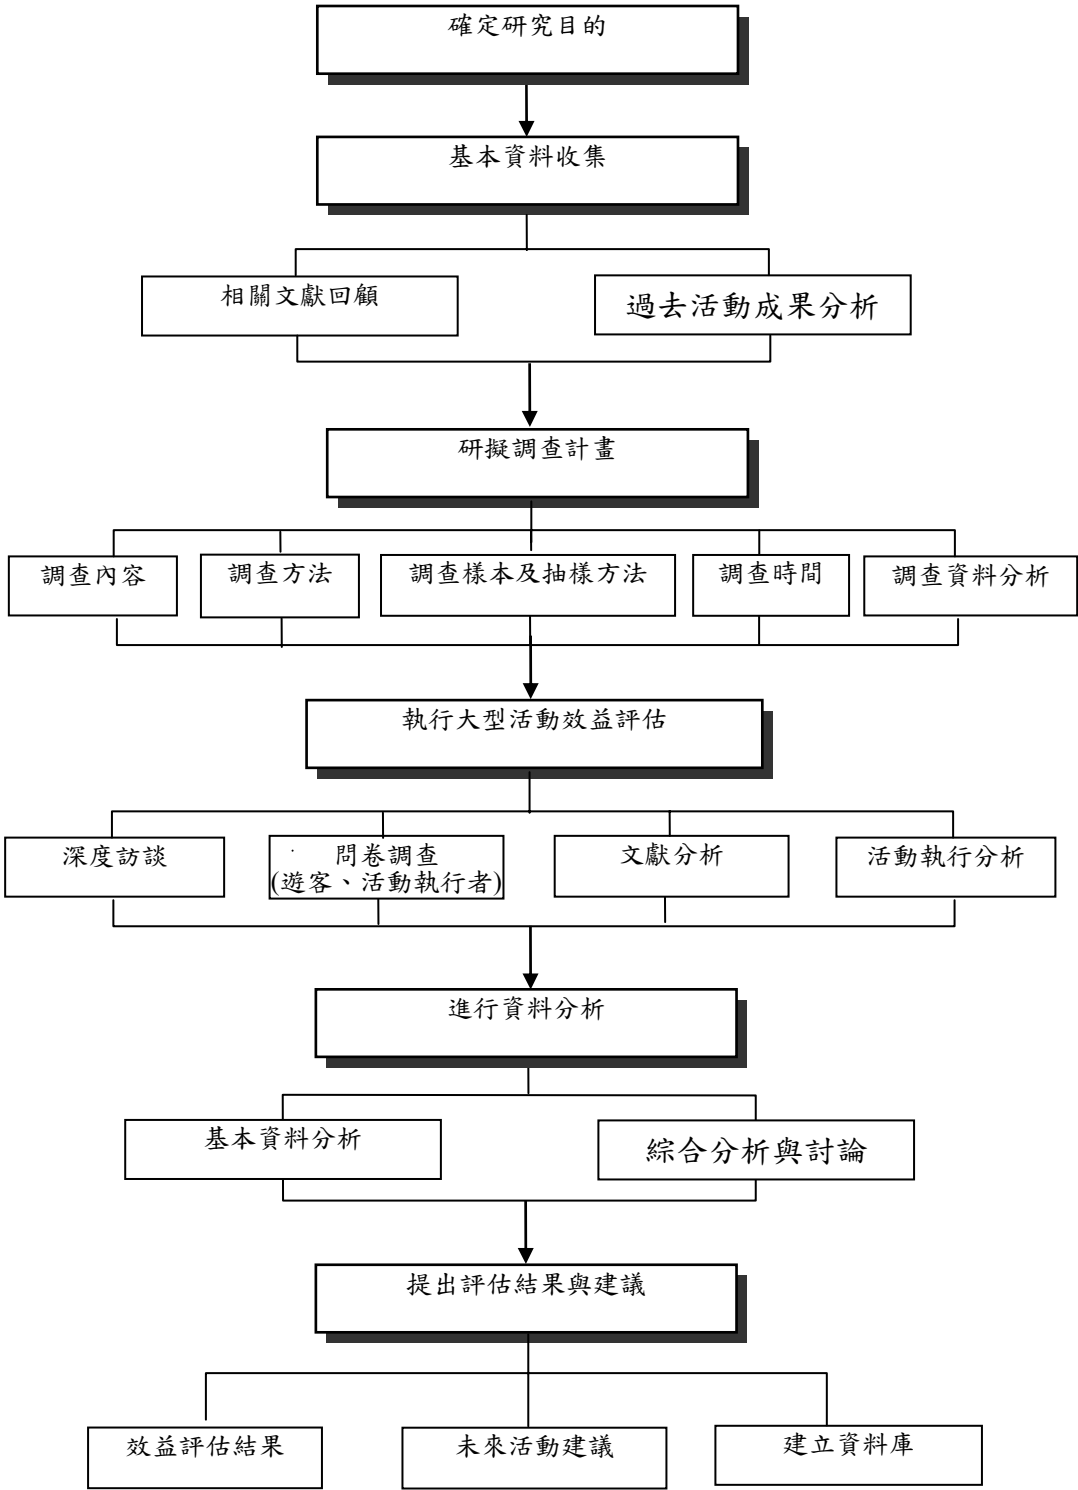 確定研究目的
基本資料收集
相關文獻回顧
過去活動成果分析
研擬調查計畫
調查內容
調查方法
調查樣本及抽樣方法
調查時間
調查資料分析
執行大型活動效益評估
深度訪談
問卷調查
(遊客、活動執行者)
文獻分析
活動執行分析
進行資料分析
基本資料分析
綜合分析與討論
提出評估結果與建議
效益評估結果
未來活動建議
建立資料庫